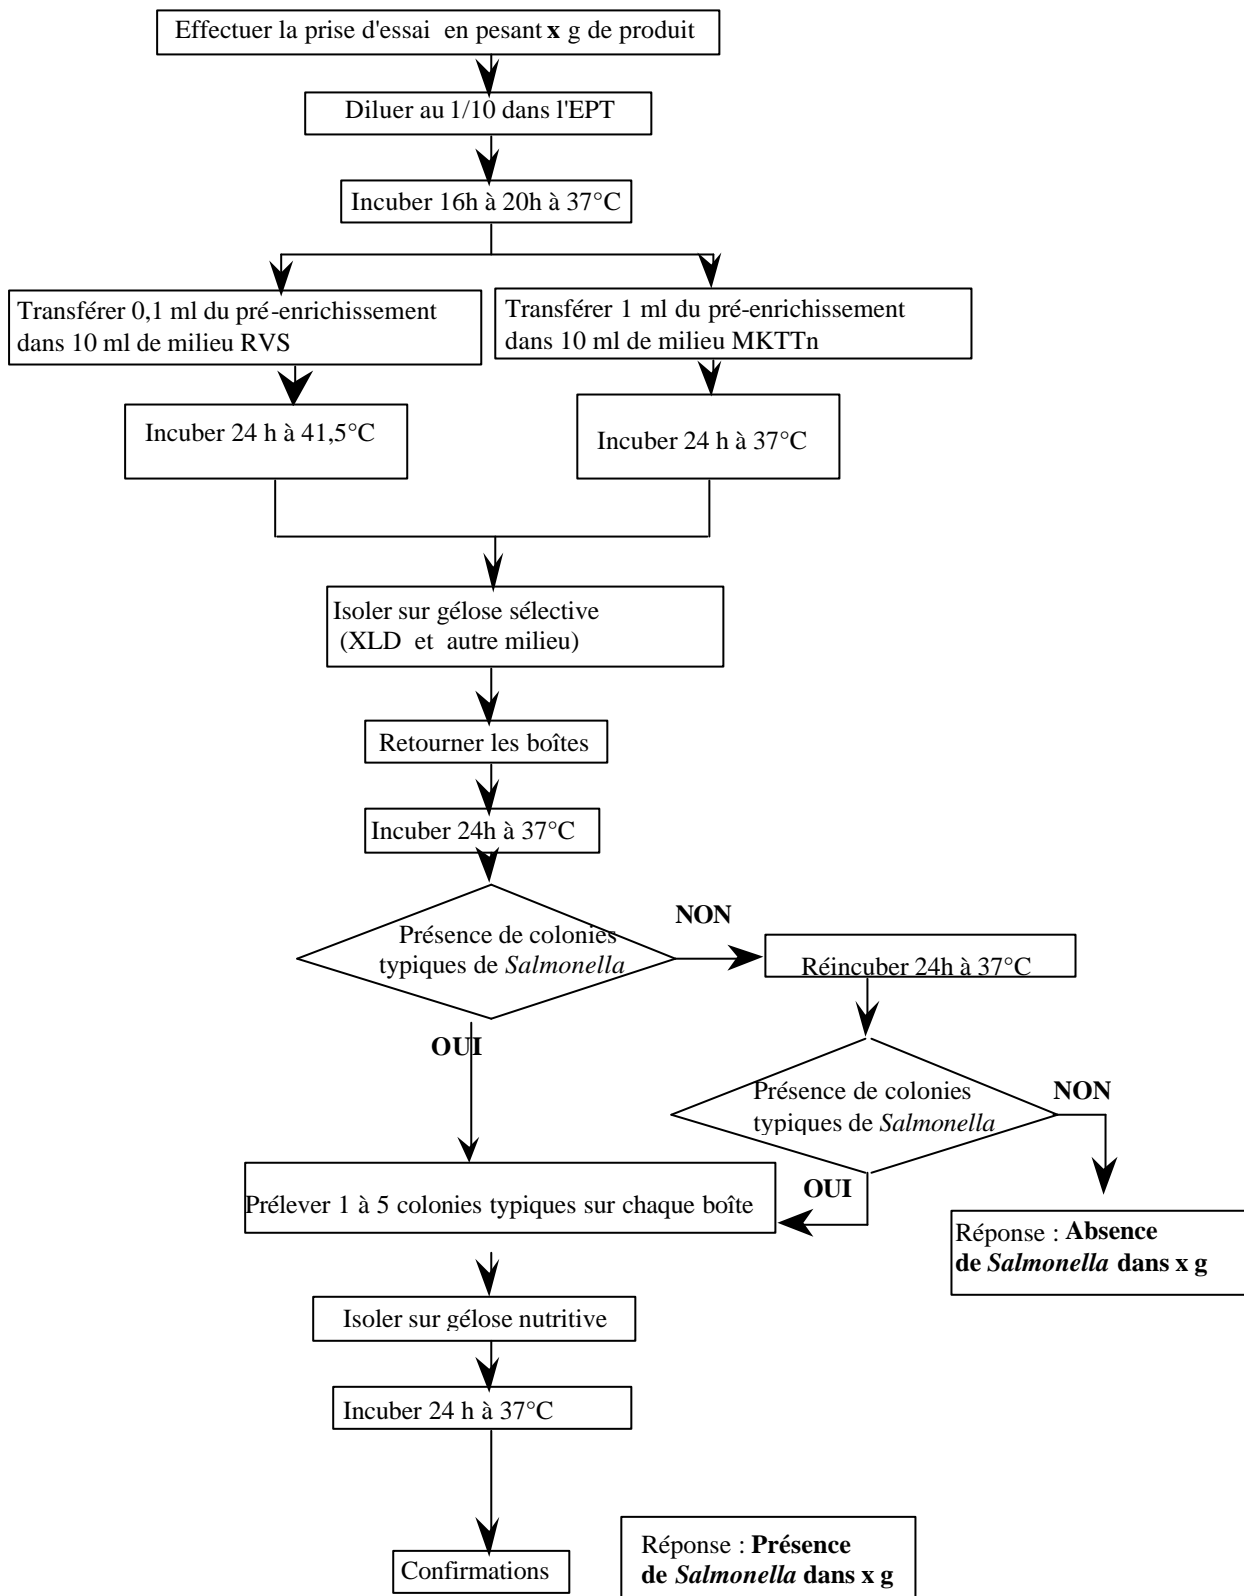 Effectuer la prise d'essai en pesant x g de produit
Diluer au 1/10 dans l'EPT
Incuber 16h à 20h à 37°C
Transférer 0,1 ml du pré-enrichissement
dans 10 ml de milieu RVS
Transférer 1 ml du pré-enrichissement
dans 10 ml de milieu MKTTn
Incuber 24 h à 41,5°C
Incuber 24 h à 37°C
Isoler sur gélose sélective
(XLD et autre milieu)
Retourner les boîtes
Incuber 24h à 37°C
Présence de colonies
typiques de Salmonella
NON
Réincuber 24h à 37°C
OUI
Présence de colonies
typiques de Salmonella
NON
OUI
Prélever 1 à 5 colonies typiques sur chaque boîte
Réponse : Absence
de Salmonella dans x g
Isoler sur gélose nutritive
Incuber 24 h à 37°C
Confirmations
Réponse : Présence
de Salmonella dans x g